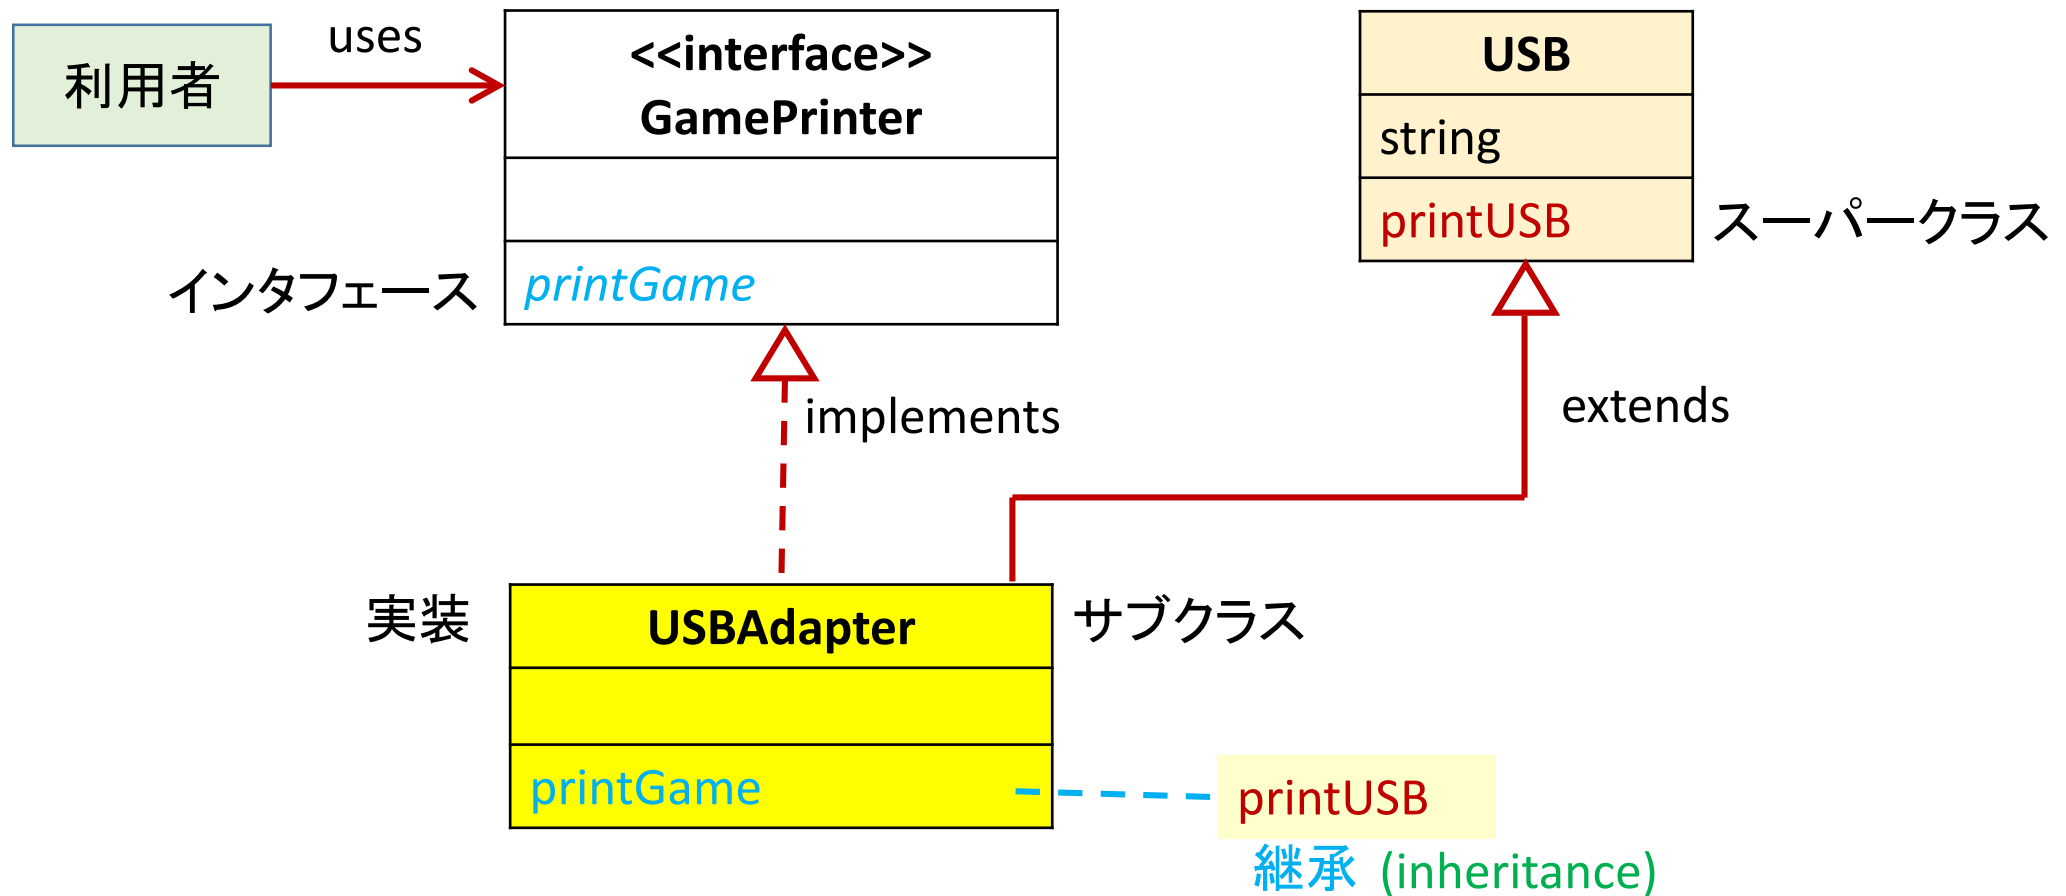 利用者
uses
<<interface>>
GamePrinter
printGame
インタフェース
USB
string
printUSB
スーパークラス
implements
extends
実装
USBAdapter
サブクラス
printGame
printUSB
継承 (inheritance)